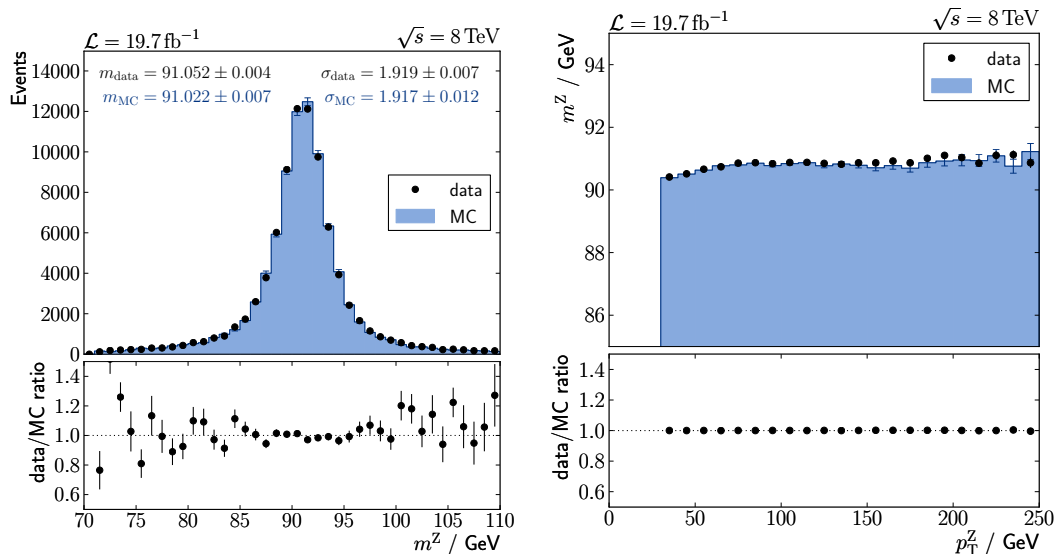 𝓛 = 19.7 fb⁻¹
√s = 8 TeV
m_data = 91.052 ± 0.004
σ_data = 1.919 ± 0.007
m_MC = 91.022 ± 0.007
σ_MC = 1.917 ± 0.012
Events
14000
12000
10000
8000
6000
4000
2000
0
data
MC
data/MC ratio
1.4
1.2
1.0
0.8
0.6
70 75 80 85 90 95 100 105 110
m^Z / GeV
𝓛 = 19.7 fb⁻¹
√s = 8 TeV
m^Z / GeV
94
92
90
88
86
data
MC
data/MC ratio
1.4
1.2
1.0
0.8
0.6
0 50 100 150 200 250
p_T^Z / GeV